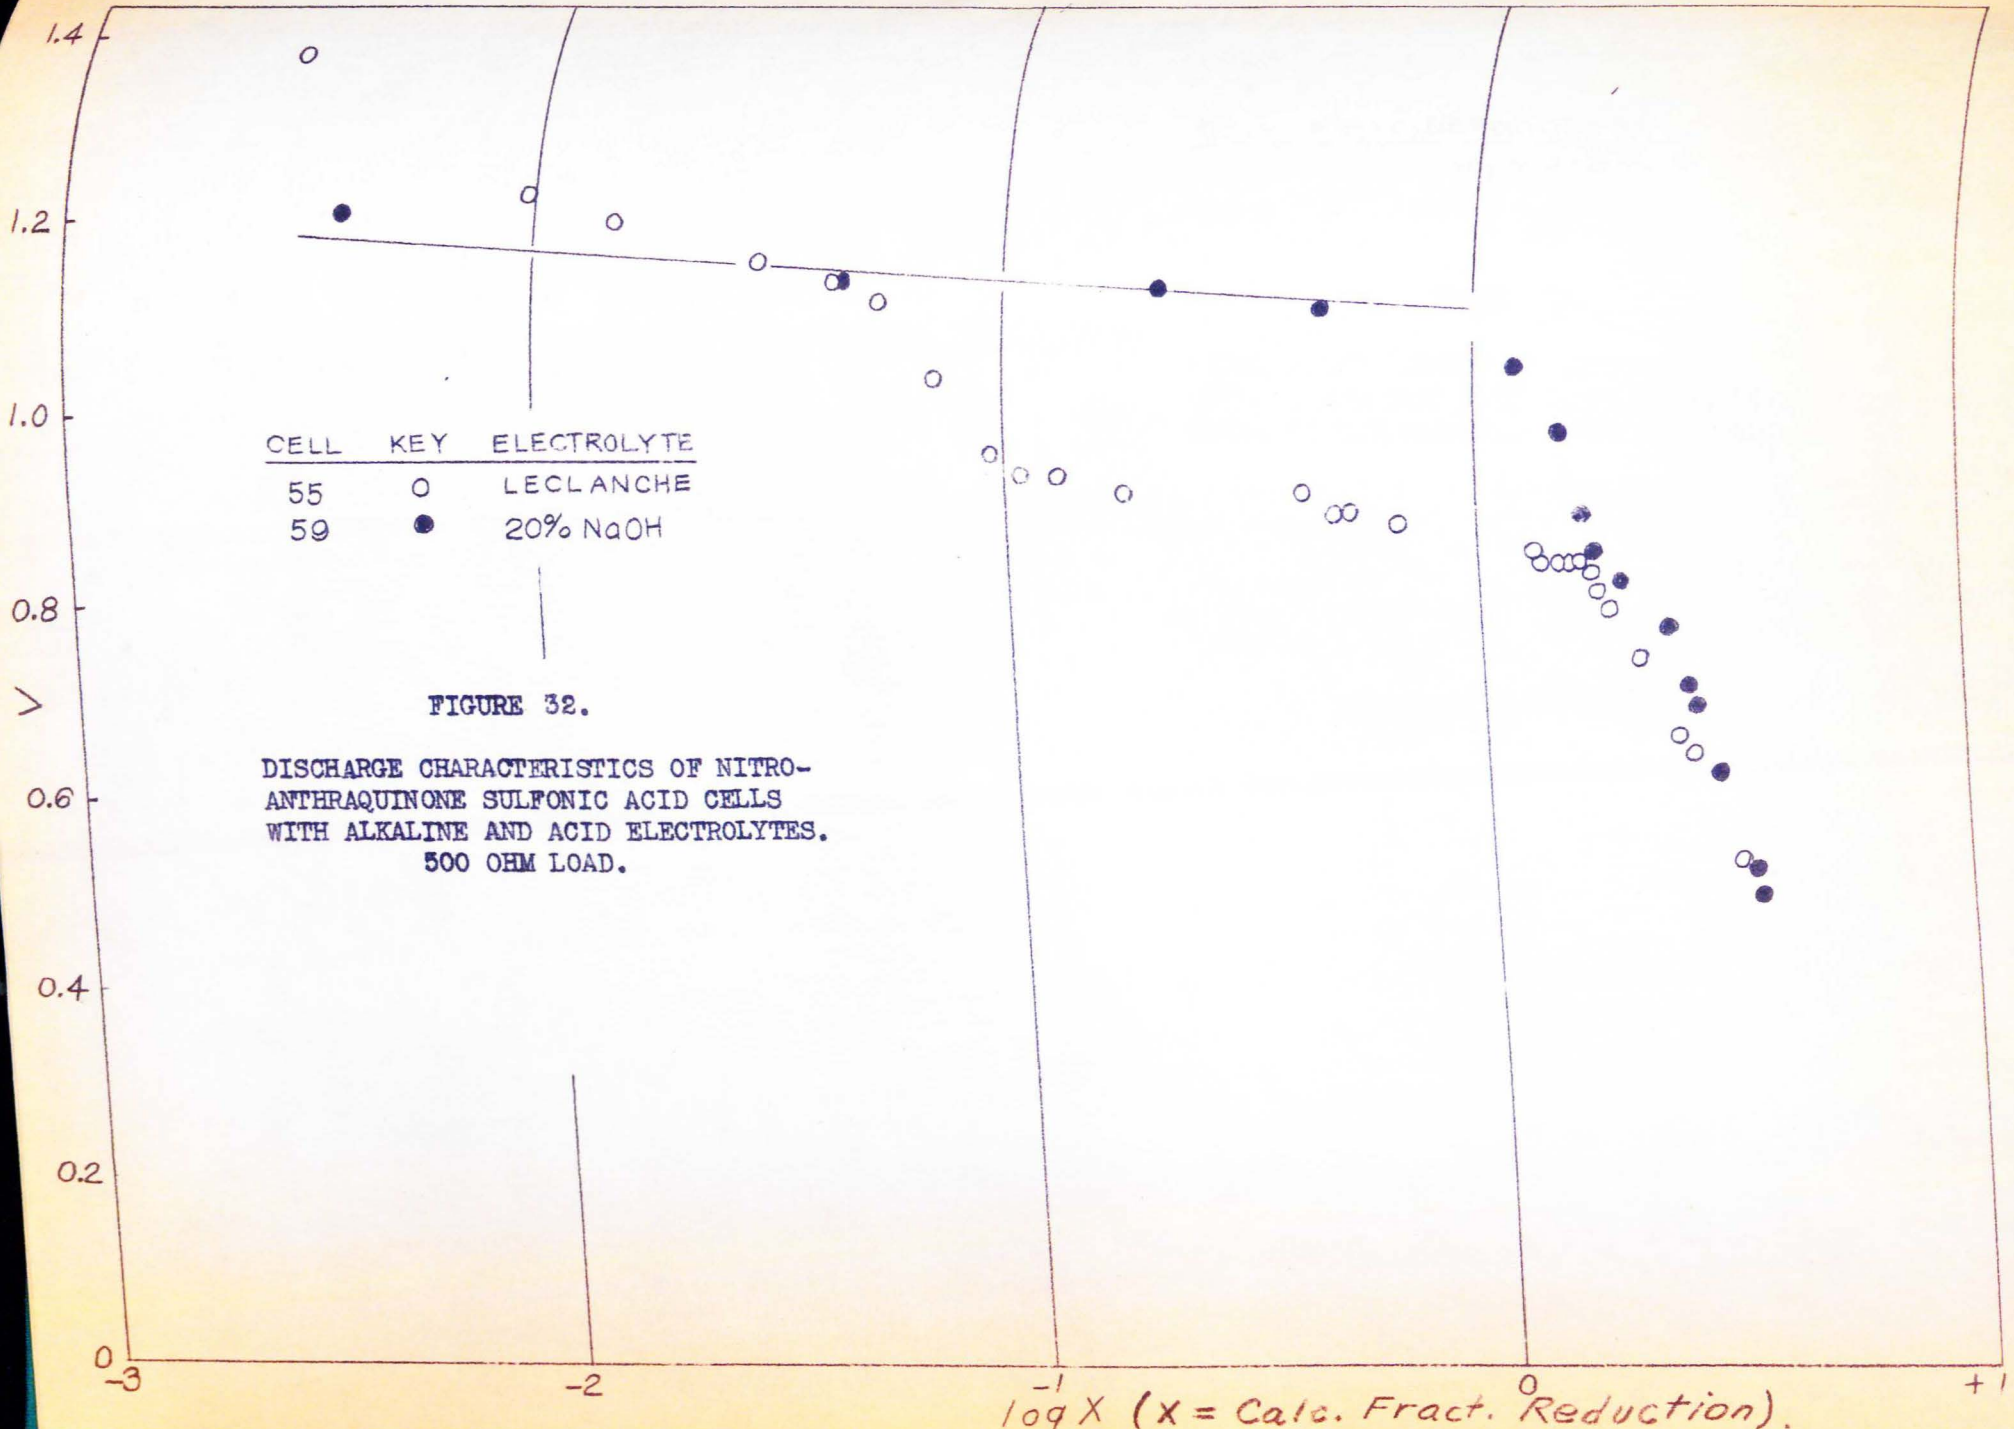 1.4
1.2
1.0
0.8
V
0.6
0.4
0.2
0
CELL KEY ELECTROLYTE
55 LECLANCHE
59 20% NaOH
FIGURE 32.
DISCHARGE CHARACTERISTICS OF NITRO-
ANTHRAQUINONE SULFONIC ACID CELLS
WITH ALKALINE AND ACID ELECTROLYTES.
500 OHM LOAD.
-3 -2 -1 0 +1
log X (X = Calc. Fract. Reduction).